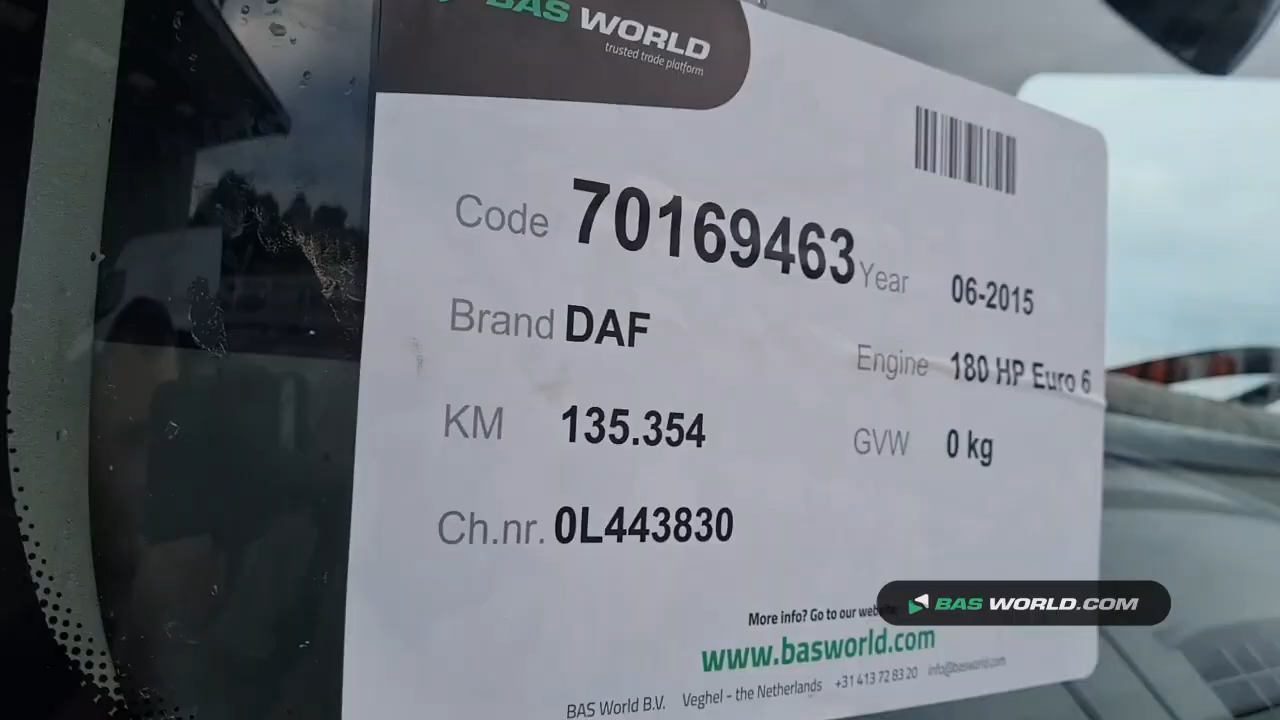 BAS WORLD
trusted trade platform
Code 70169463
Year 06-2015
Brand DAF
Engine 180 HP Euro 6
KM 135.354
GVW 0 kg
Ch.nr. 0L443830
More info? Go to our
www.basworld.com
BAS World B.V. Veghel - the Netherlands +31 413 72 83 20 info@basworld.com
BAS WORLD.COM